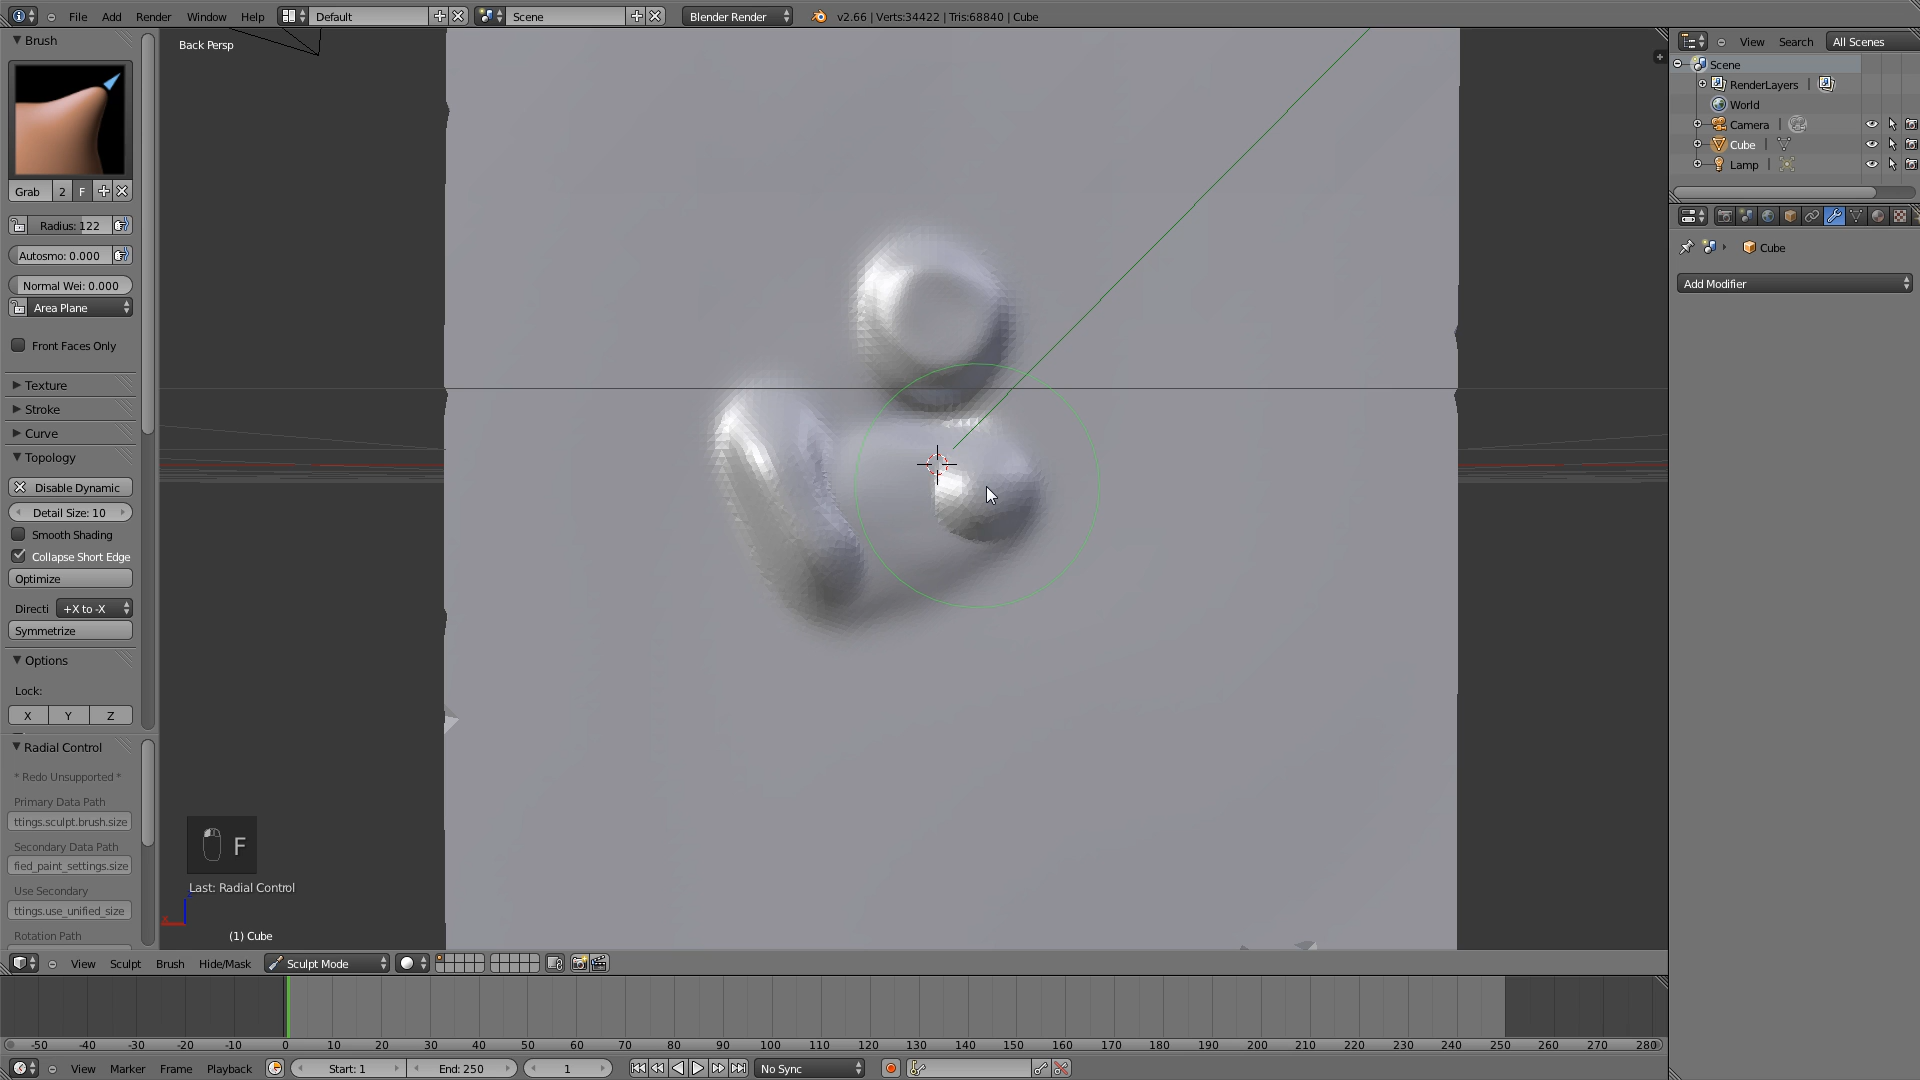 File Add Render Window Help Default Scene Blender Render v2.66 | Verts:34422 | Tris:68840 | Cube
Brush
Back Persp
View Search All Scenes
Scene
RenderLayers
World
Camera
Cube
Lamp
Grab 2 F
Radius: 122
Autosmo: 0.000
Cube
Normal Wei: 0.000
Add Modifier
Area Plane
Front Faces Only
Texture
Stroke
Curve
Topology
Disable Dynamic
Detail Size: 10
Smooth Shading
Collapse Short Edge
Optimize
Directi +X to -X
Symmetrize
Options
Lock:
X Y Z
Radial Control
* Redo Unsupported *
Primary Data Path
ttings.sculpt.brush.size
Secondary Data Path
fied_paint_settings.size
Use Secondary
ttings.use_unified_size
Rotation Path
F
Last: Radial Control
(1) Cube
View Sculpt Brush Hide/Mask Sculpt Mode
-50 -40 -30 -20 -10 0 10 20 30 40 50 60 70 80 90 100 110 120 130 140 150 160 170 180 190 200 210 220 230 240 250 260 270 280
View Marker Frame Playback Start: 1 End: 250 1 No Sync